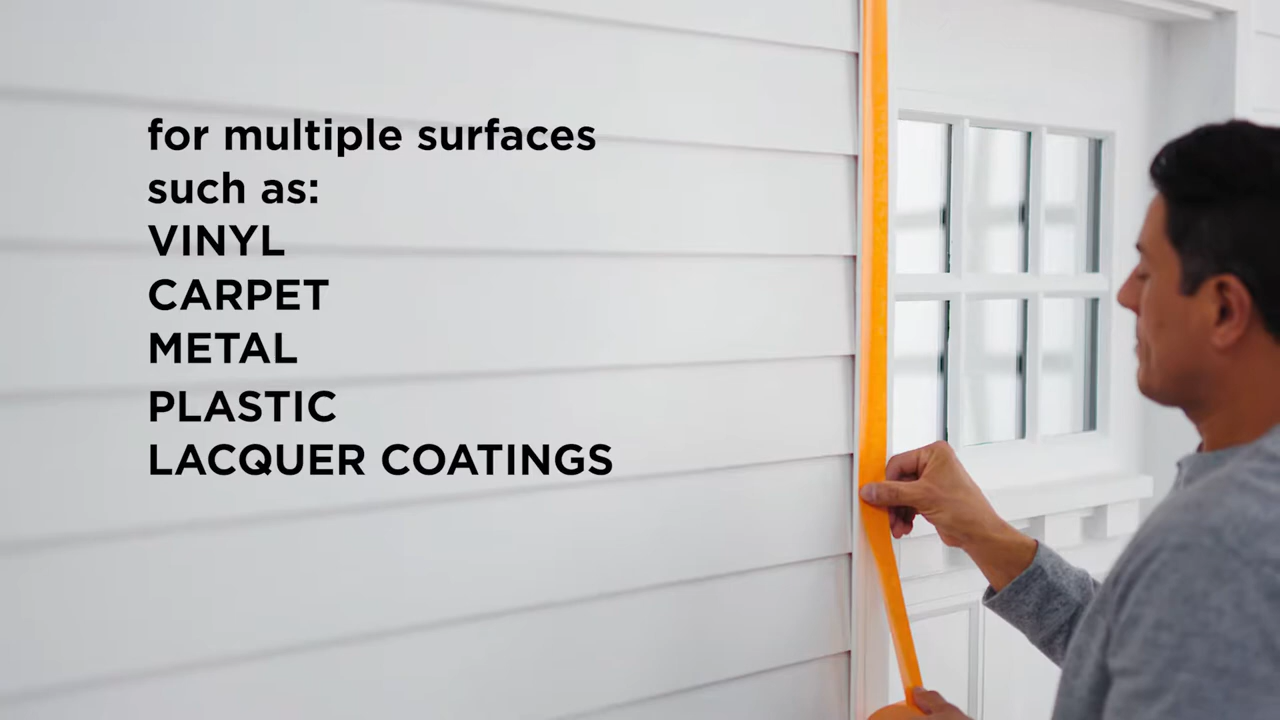 for multiple surfaces
such as:
VINYL
CARPET
METAL
PLASTIC
LACQUER COATINGS